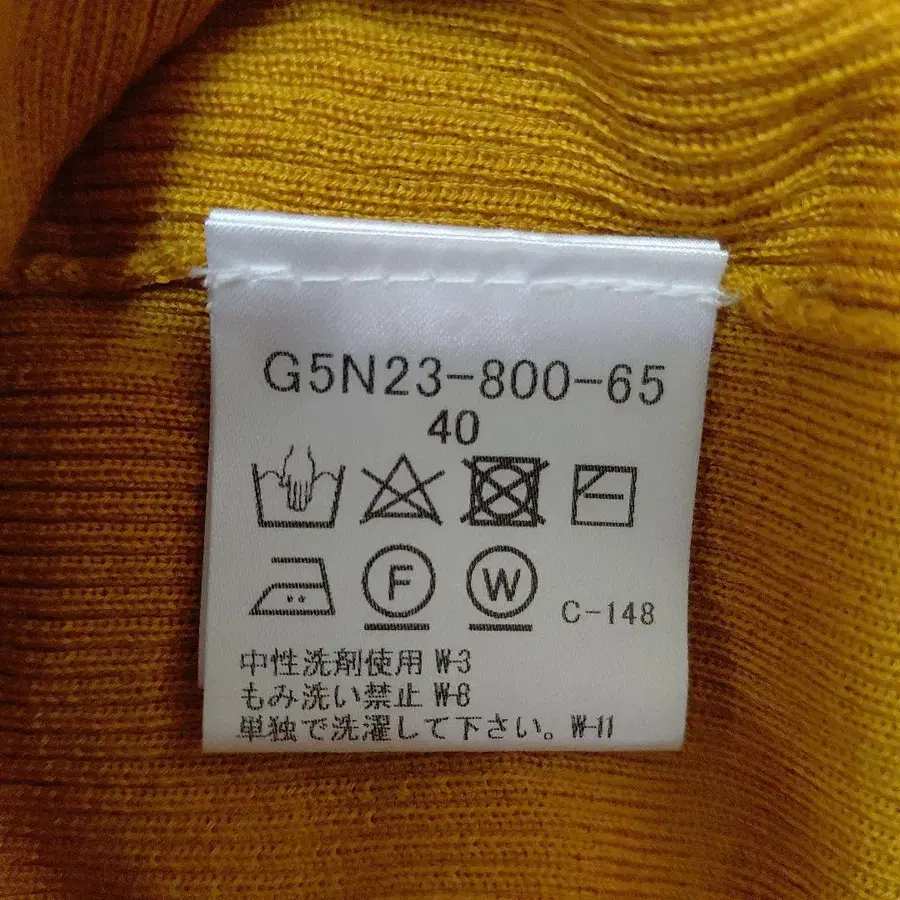 G5N23-800-65
40
F W C-148
中性洗剤使用 W-3
もみ洗い禁止 W-8
単独で洗濯して下さい。W-11